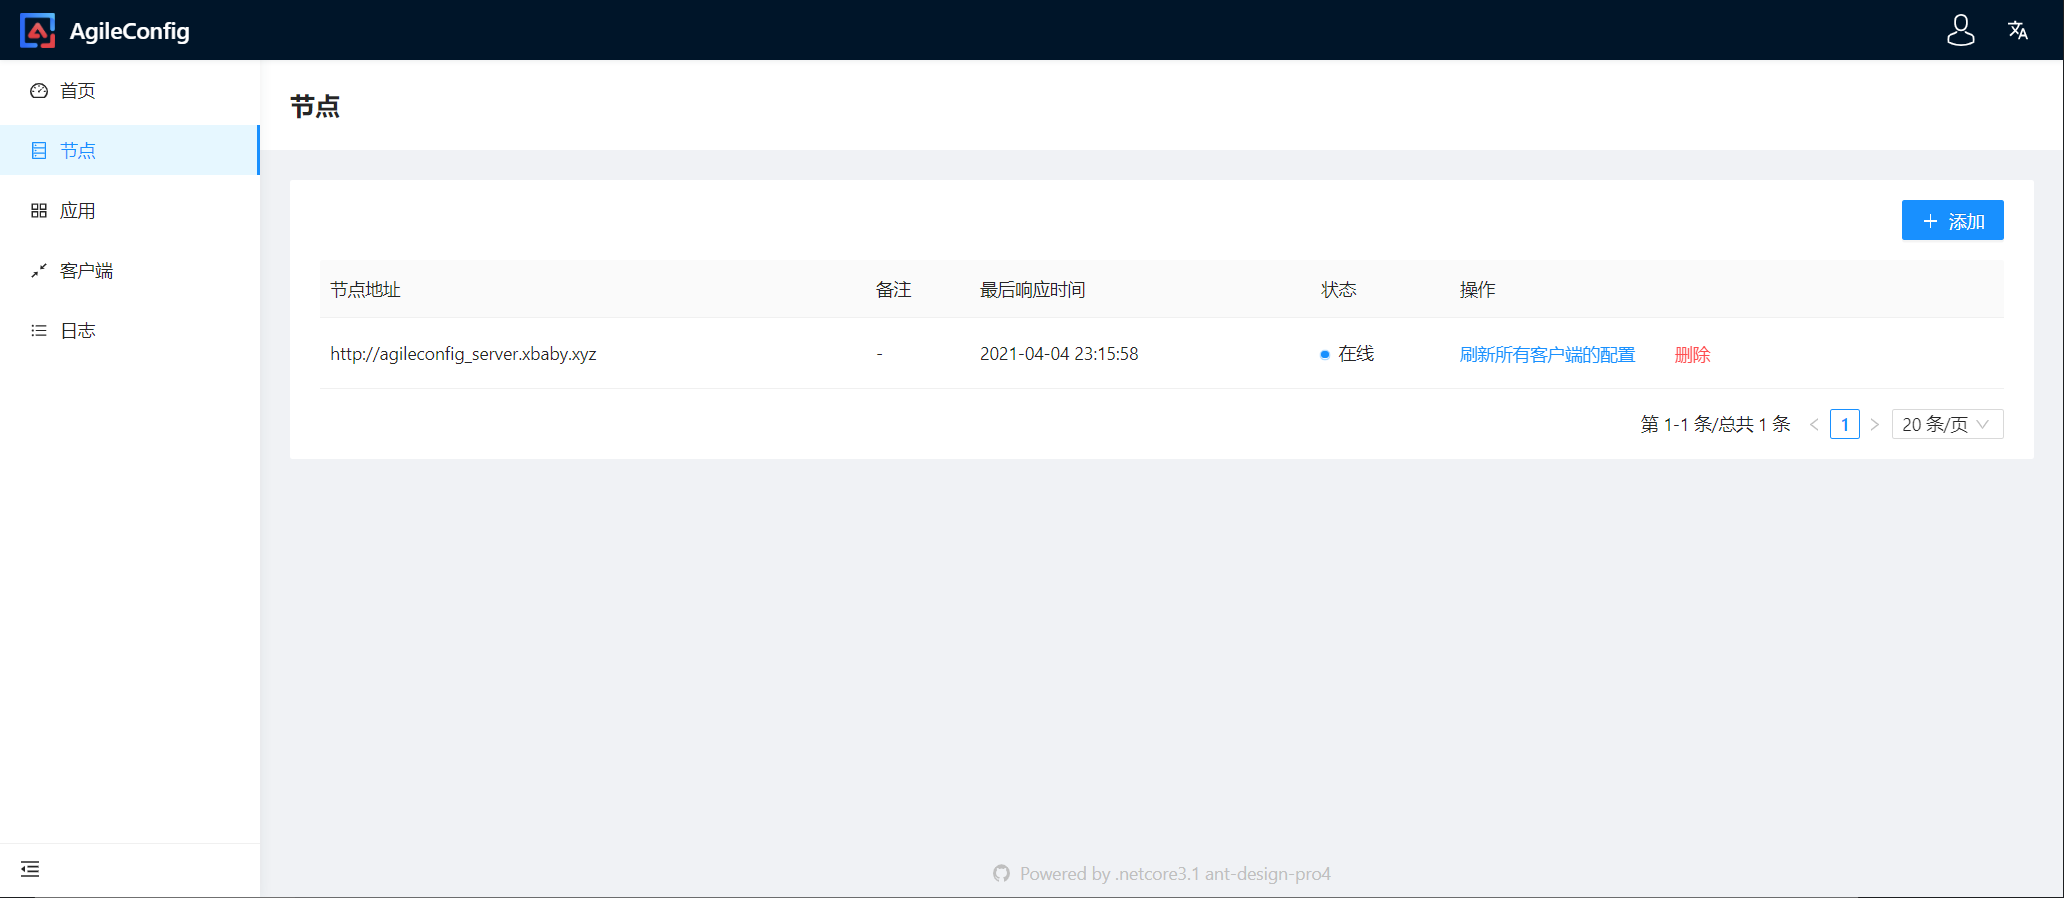 AgileConfig
首页
节点
应用
客户端
日志
节点
添加
节点地址 备注 最后响应时间 状态 操作
http://agileconfig_server.xbaby.xyz - 2021-04-04 23:15:58 在线 刷新所有客户端的配置 删除
第 1-1 条/总共 1 条 < 1 > 20 条/页
Powered by .netcore3.1 ant-design-pro4